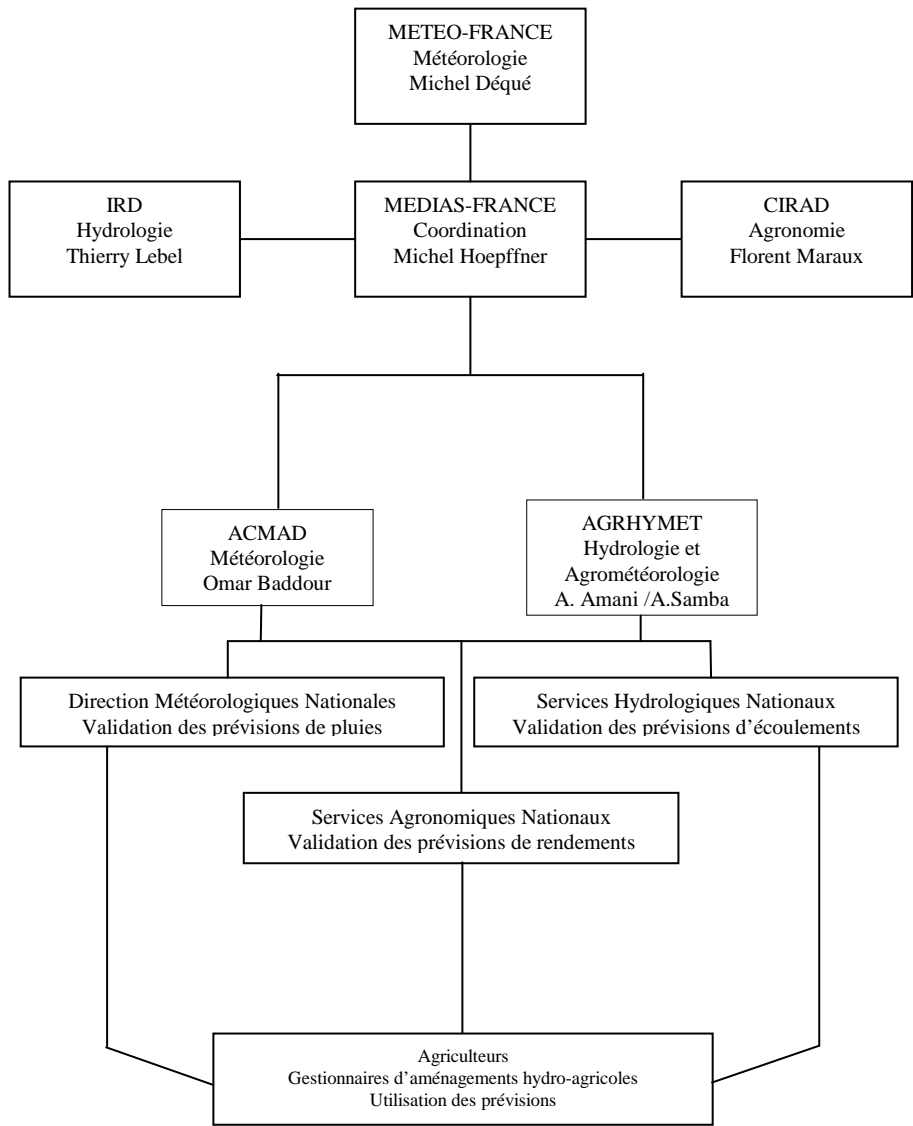 METEO-FRANCE
Météorologie
Michel Déqué
IRD
Hydrologie
Thierry Lebel
MEDIAS-FRANCE
Coordination
Michel Hoepffner
CIRAD
Agronomie
Florent Maraux
ACMAD
Météorologie
Omar Baddour
AGRHYMET
Hydrologie et
Agrométéorologie
A. Amani /A.Samba
Direction Météorologiques Nationales
Validation des prévisions de pluies
Services Hydrologiques Nationaux
Validation des prévisions d'écoulements
Services Agronomiques Nationaux
Validation des prévisions de rendements
Agriculteurs
Gestionnaires d'aménagements hydro-agricoles
Utilisation des prévisions